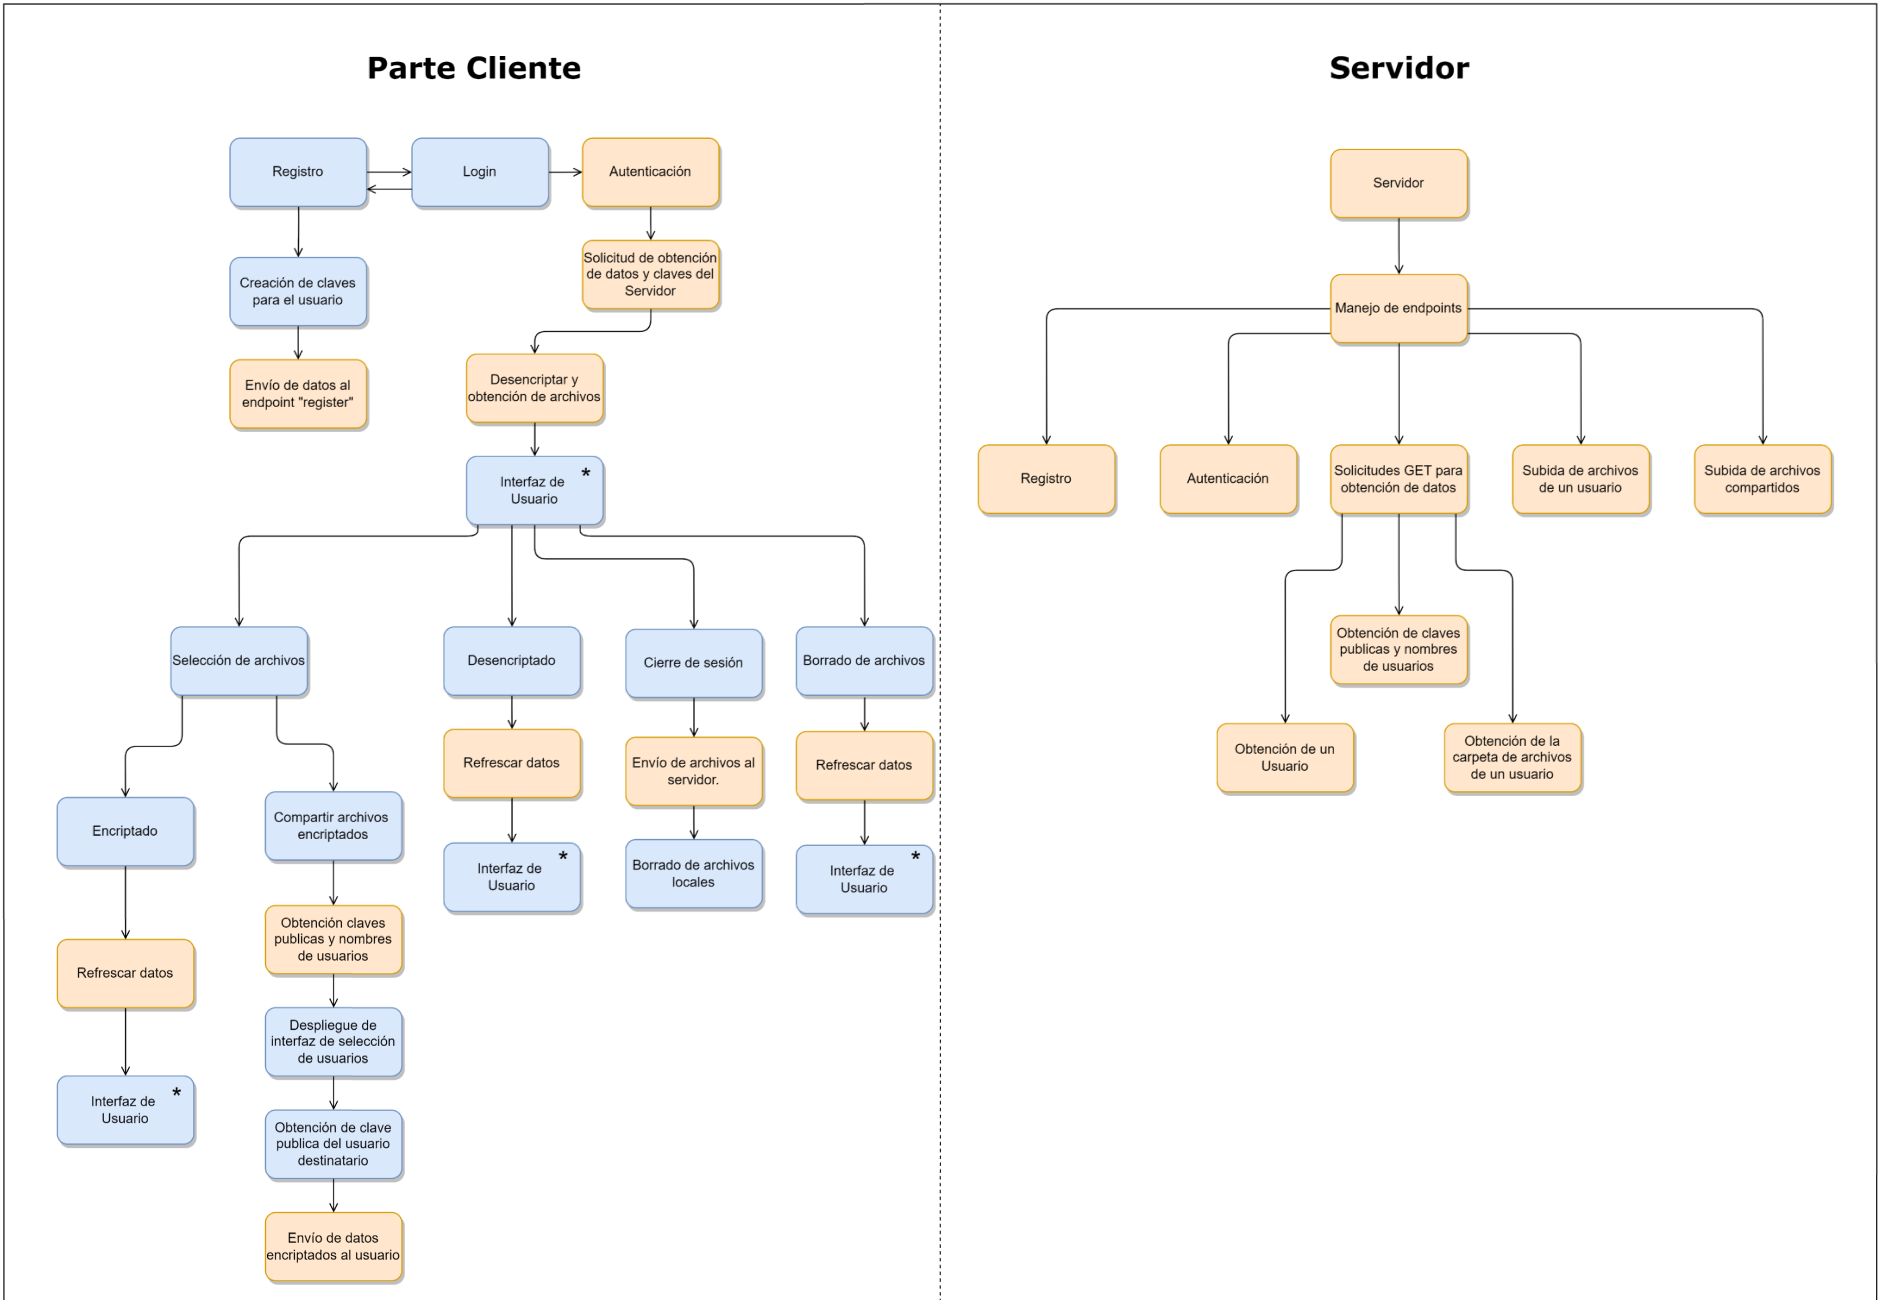 Parte Cliente
Registro
Login
Autenticación
Creación de claves
para el usuario
Solicitud de obtención
de datos y claves del
Servidor
Envío de datos al
endpoint "register"
Desencriptar y
obtención de archivos
Interfaz de
Usuario
*
Selección de archivos
Desencriptado
Cierre de sesión
Borrado de archivos
Encriptado
Compartir archivos
encriptados
Refrescar datos
Envío de archivos al
servidor.
Refrescar datos
Interfaz de
Usuario
*
Borrado de archivos
locales
Interfaz de
Usuario
*
Refrescar datos
Obtención claves
publicas y nombres
de usuarios
Interfaz de
Usuario
*
Despliegue de
interfaz de selección
de usuarios
Obtención de clave
publica del usuario
destinatario
Envío de datos
encriptados al usuario
Servidor
Servidor
Manejo de endpoints
Registro
Autenticación
Solicitudes GET para
obtención de datos
Subida de archivos
de un usuario
Subida de archivos
compartidos
Obtención de claves
publicas y nombres
de usuarios
Obtención de un
Usuario
Obtención de la
carpeta de archivos
de un usuario